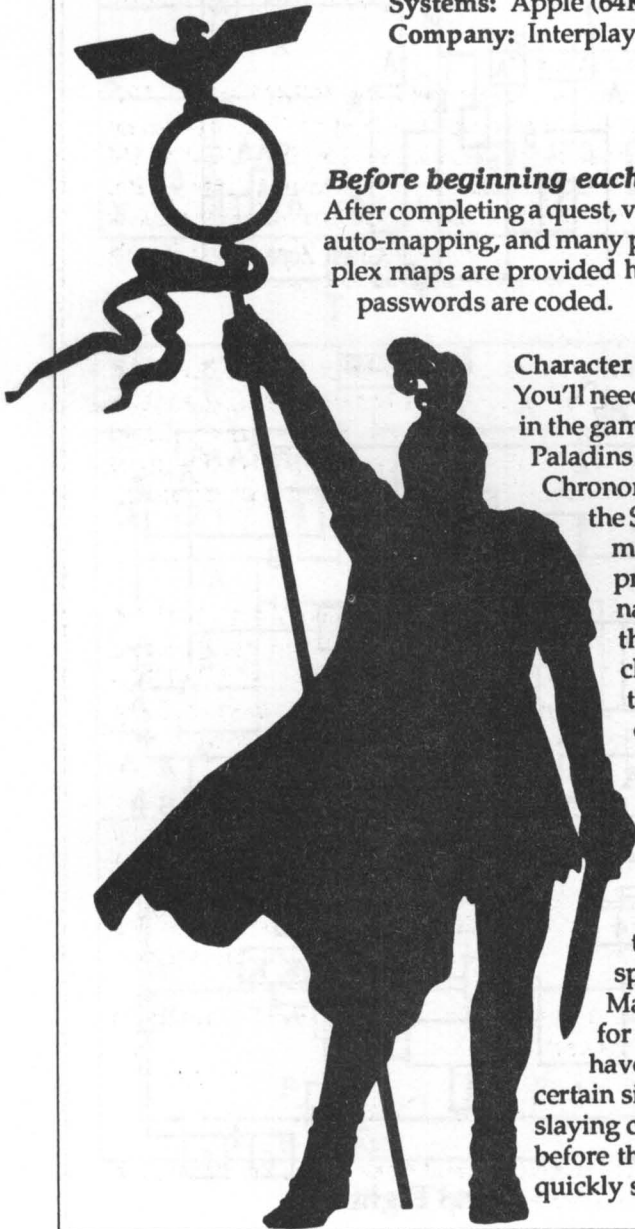 Systems: Apple (64
Company: Interplay
Before beginning each
After completing a quest, v
auto-mapping, and many p
plex maps are provided h
passwords are coded.
Character
You'll need
in the gam
Paladins
Chronor
the S
m
pr
na
th
cl
t
t
sp
Ma
for
have
certain si
slaying c
before th
quickly s